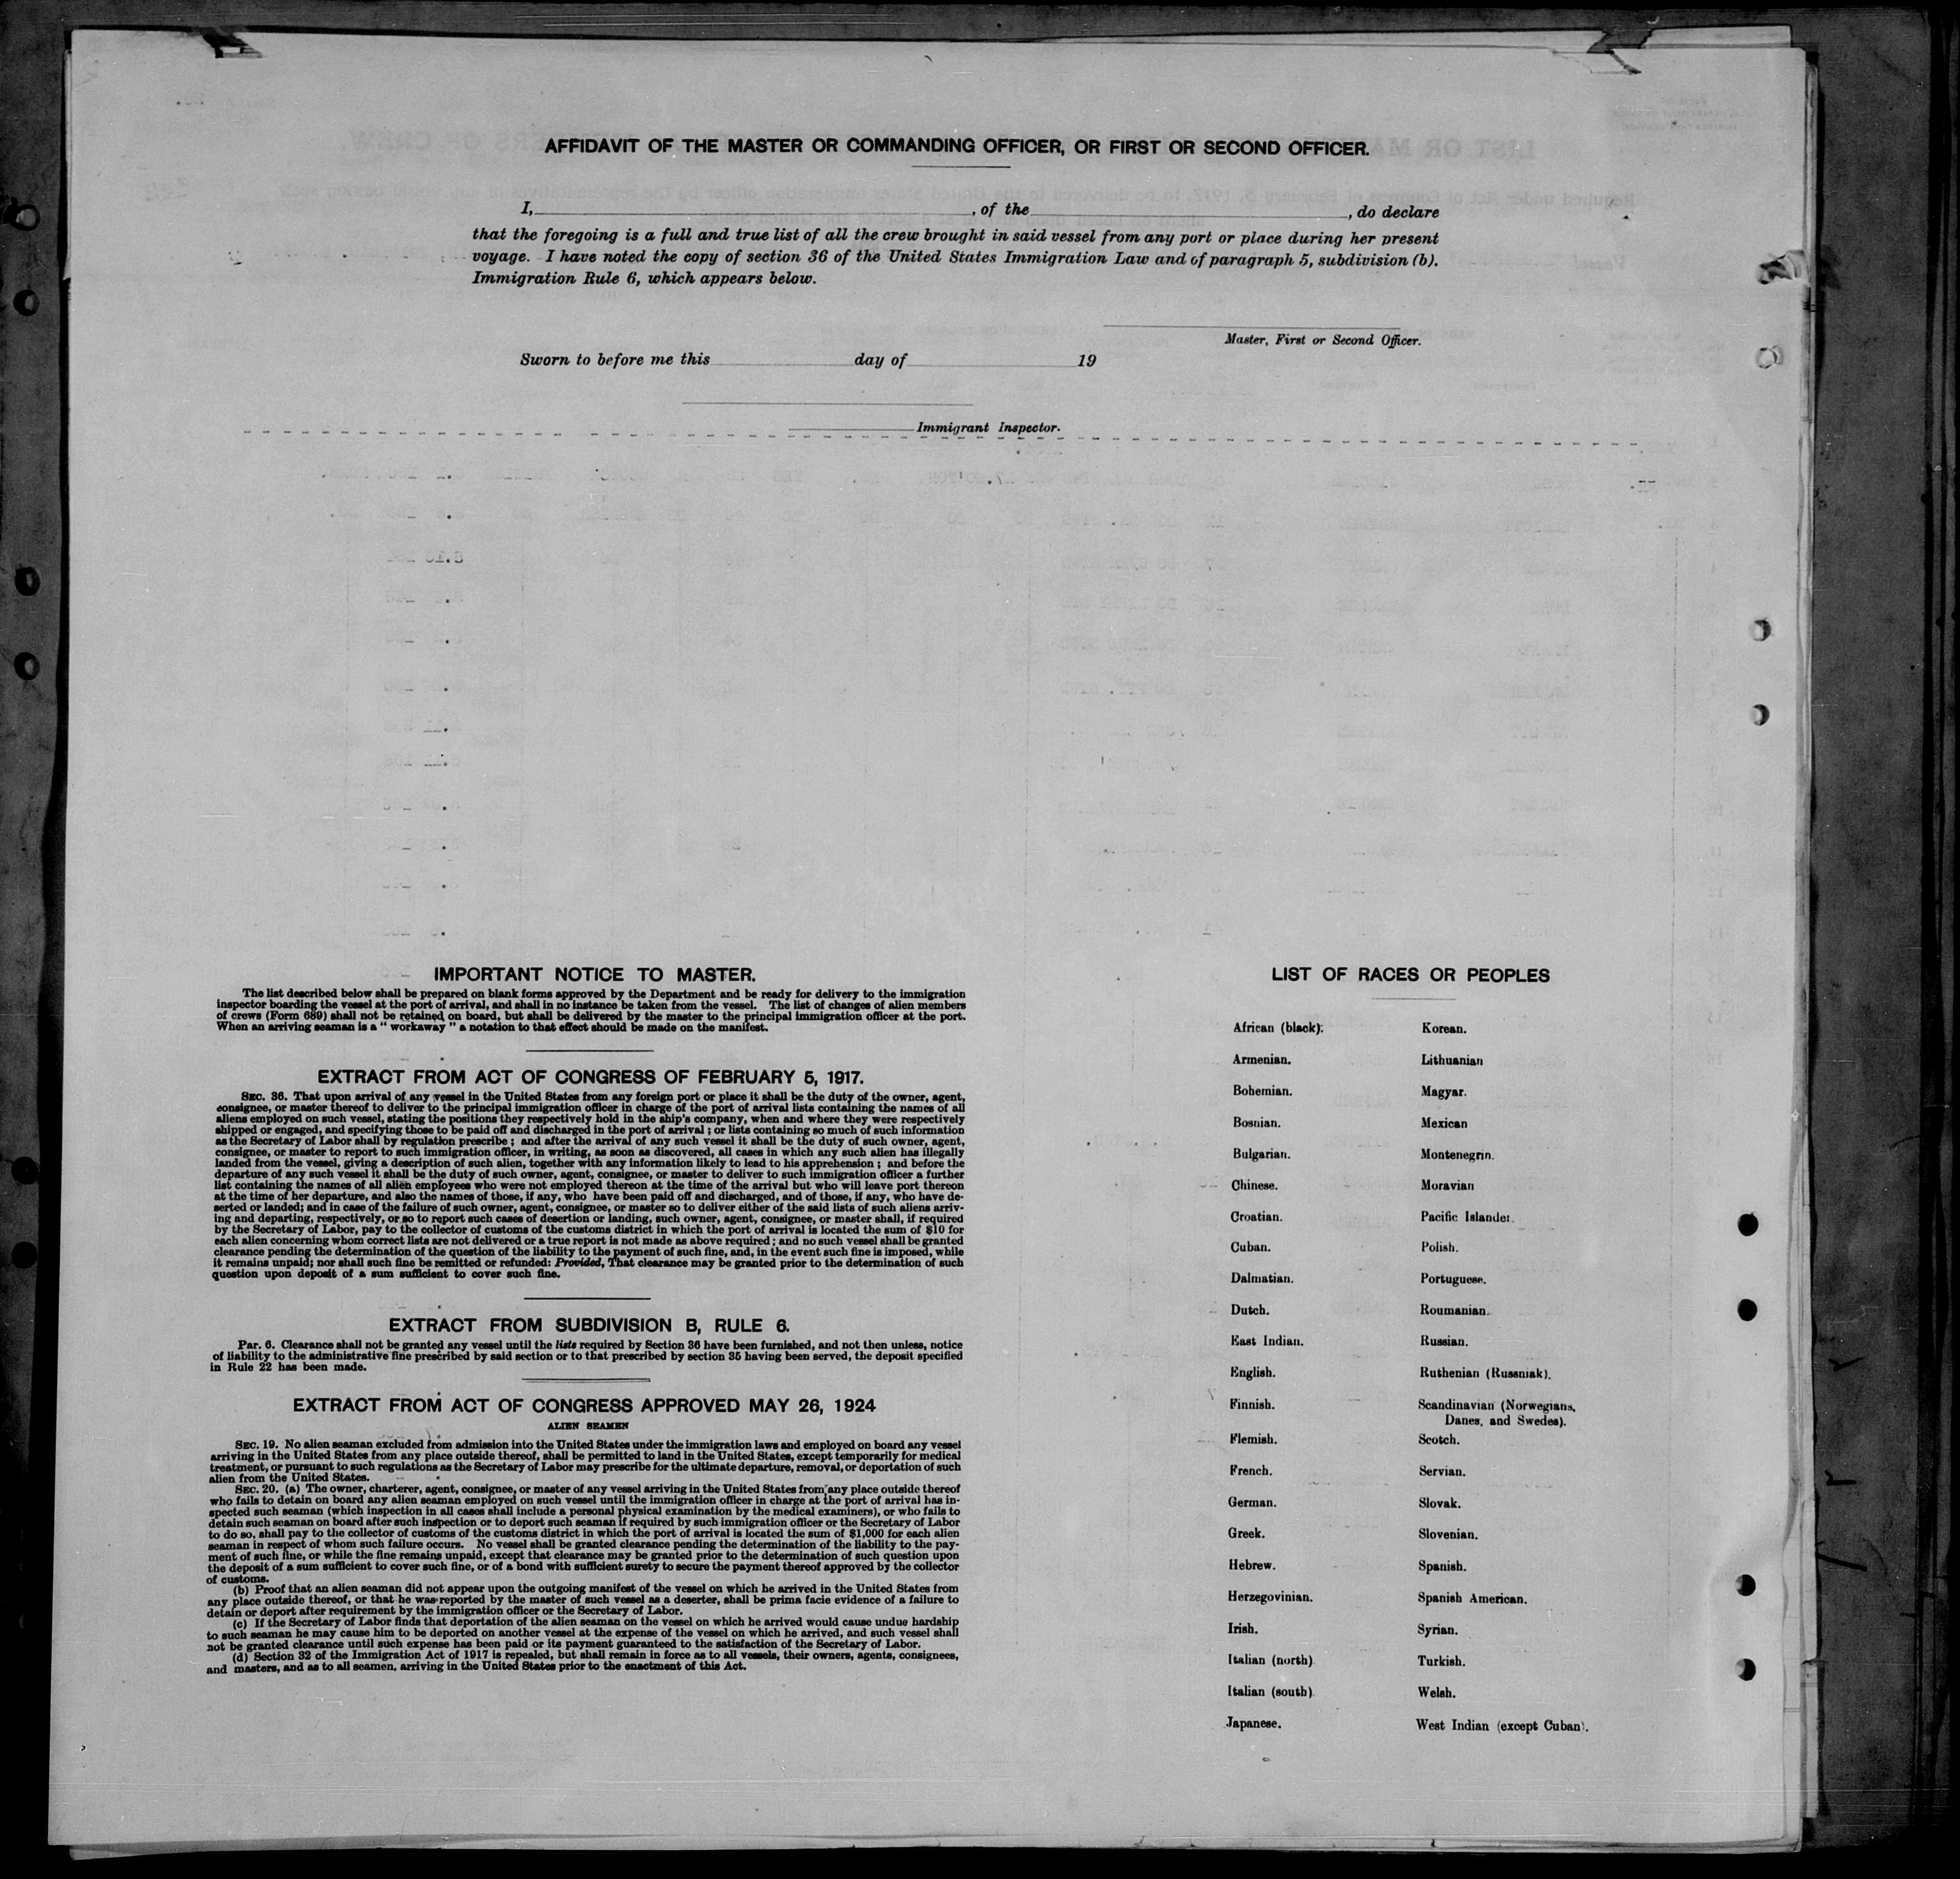 AFFIDAVIT OF THE MASTER OR COMMANDING OFFICER, OR FIRST OR SECOND OFFICER.
I, , of the , do declare
that the foregoing is a full and true list of all the crew brought in said vessel from any port or place during her present
voyage. I have noted the copy of section 36 of the United States Immigration Law and of paragraph 5, subdivision (b).
Immigration Rule 6, which appears below.
Master, First or Second Officer.
Sworn to before me this day of 19
Immigrant Inspector.
IMPORTANT NOTICE TO MASTER.
The list described below shall be prepared on blank forms approved by the Department and be ready for delivery to the immigration
inspector boarding the vessel at the port of arrival, and shall in no instance be taken from the vessel. The list of changes of alien members
of crews (Form 689) shall not be retained on board, but shall be delivered by the master to the principal immigration officer at the port.
When an arriving seaman is a "workaway" a notation to that effect should be made on the manifest.
EXTRACT FROM ACT OF CONGRESS OF FEBRUARY 5, 1917.
SEC. 36. That upon arrival of any vessel in the United States from any foreign port or place it shall be the duty of the owner, agent,
consignee, or master thereof to deliver to the principal immigration officer in charge of the port of arrival lists containing the names of all
aliens employed on such vessel, stating the positions they respectively hold in the ship's company, when and where they were respectively
shipped or engaged, and specifying those to be paid off and discharged in the port of arrival; or lists containing so much of such information
as the Secretary of Labor shall by regulation prescribe; and after the arrival of any such vessel it shall be the duty of such owner, agent,
consignee, or master to report to such immigration officer, in writing, as soon as discovered, all cases in which any such alien has illegally
landed from the vessel, giving a description of such alien, together with any information likely to lead to his apprehension; and before the
departure of any such vessel it shall be the duty of such owner, agent, consignee, or master to deliver to such immigration officer a further
list containing the names of all alien employees who were not employed thereon at the time of the arrival but who will leave port thereon
at the time of her departure, and also the names of those, if any, who have been paid off and discharged, and of those, if any, who have de-
serted or landed; and in case of the failure of such owner, agent, consignee, or master so to deliver either of the said lists of such aliens arriv-
ing and departing, respectively, or so to report such cases of desertion or landing, such owner, agent, consignee, or master shall, if required
by the Secretary of Labor, pay to the collector of customs of the customs district in which the port of arrival is located the sum of $10 for
each alien concerning whom correct lists are not delivered or a true report is not made as above required; and no such vessel shall be granted
clearance pending the determination of the question of the liability to the payment of such fine, and, in the event such fine is imposed, while
it remains unpaid; nor shall such fine be remitted or refunded: Provided, That clearance may be granted prior to the determination of such
question upon deposit of a sum sufficient to cover such fine.
EXTRACT FROM SUBDIVISION B, RULE 6.
Par. 6. Clearance shall not be granted any vessel until the lists required by Section 36 have been furnished, and not then unless, notice
of liability to the administrative fine prescribed by said section or to that prescribed by section 35 having been served, the deposit specified
in Rule 22 has been made.
EXTRACT FROM ACT OF CONGRESS APPROVED MAY 26, 1924
ALIEN SEAMEN
SEC. 19. No alien seaman excluded from admission into the United States under the immigration laws and employed on board any vessel
arriving in the United States from any place outside thereof, shall be permitted to land in the United States, except temporarily for medical
treatment, or pursuant to such regulations as the Secretary of Labor may prescribe for the ultimate departure, removal, or deportation of such
alien from the United States.
SEC. 20. (a) The owner, charterer, agent, consignee, or master of any vessel arriving in the United States from any place outside thereof
who fails to detain on board any alien seaman employed on such vessel until the immigration officer in charge at the port of arrival has in-
spected such seaman (which inspection in all cases shall include a personal physical examination by the medical examiners), or who fails to
detain such seaman on board after such inspection or to deport such seaman if required by such immigration officer or the Secretary of Labor
to do so, shall pay to the collector of customs of the customs district in which the port of arrival is located the sum of $1,000 for each alien
seaman in respect of whom such failure occurs. No vessel shall be granted clearance pending the determination of the liability to the pay-
ment of such fine, or while the fine remains unpaid, except that clearance may be granted prior to the determination of such question upon
the deposit of a sum sufficient to cover such fine, or of a bond with sufficient surety to secure the payment thereof approved by the collector
of customs.
(b) Proof that an alien seaman did not appear upon the outgoing manifest of the vessel on which he arrived in the United States from
any place outside thereof, or that he was reported by the master of such vessel as a deserter, shall be prima facie evidence of a failure to
detain or deport after requirement by the immigration officer or the Secretary of Labor.
(c) If the Secretary of Labor finds that deportation of the alien seaman on the vessel on which he arrived would cause undue hardship
to such seaman he may cause him to be deported on another vessel at the expense of the vessel on which he arrived, and such vessel shall
not be granted clearance until such expense has been paid or its payment guaranteed to the satisfaction of the Secretary of Labor.
(d) Section 32 of the Immigration Act of 1917 is repealed, but shall remain in force as to all vessels, their owners, agents, consignees,
and masters, and as to all seamen, arriving in the United States prior to the enactment of this Act.
LIST OF RACES OR PEOPLES
African (black). Korean.
Armenian. Lithuanian
Bohemian. Magyar.
Bosnian. Mexican
Bulgarian. Montenegrin.
Chinese. Moravian
Croatian. Pacific Islander.
Cuban. Polish.
Dalmatian. Portuguese.
Dutch. Roumanian.
East Indian. Russian.
English. Ruthenian (Russniak).
Finnish. Scandinavian (Norwegians,
Danes, and Swedes).
Flemish. Scotch.
French. Servian.
German. Slovak.
Greek. Slovenian.
Hebrew. Spanish.
Herzegovinian. Spanish American.
Irish. Syrian.
Italian (north) Turkish.
Italian (south) Welsh.
Japanese. West Indian (except Cuban).